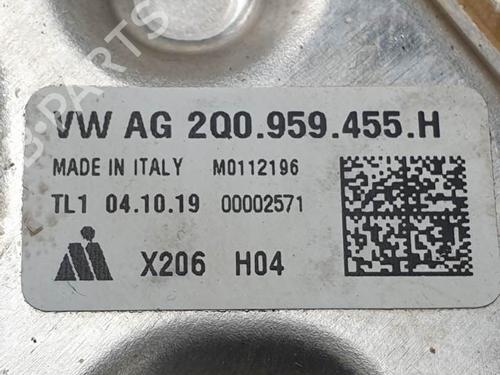 VW AG 2Q0.959.455.H
MADE IN ITALY M0112196
TL1 04.10.19 00002571
X206 H04
B-PARTS